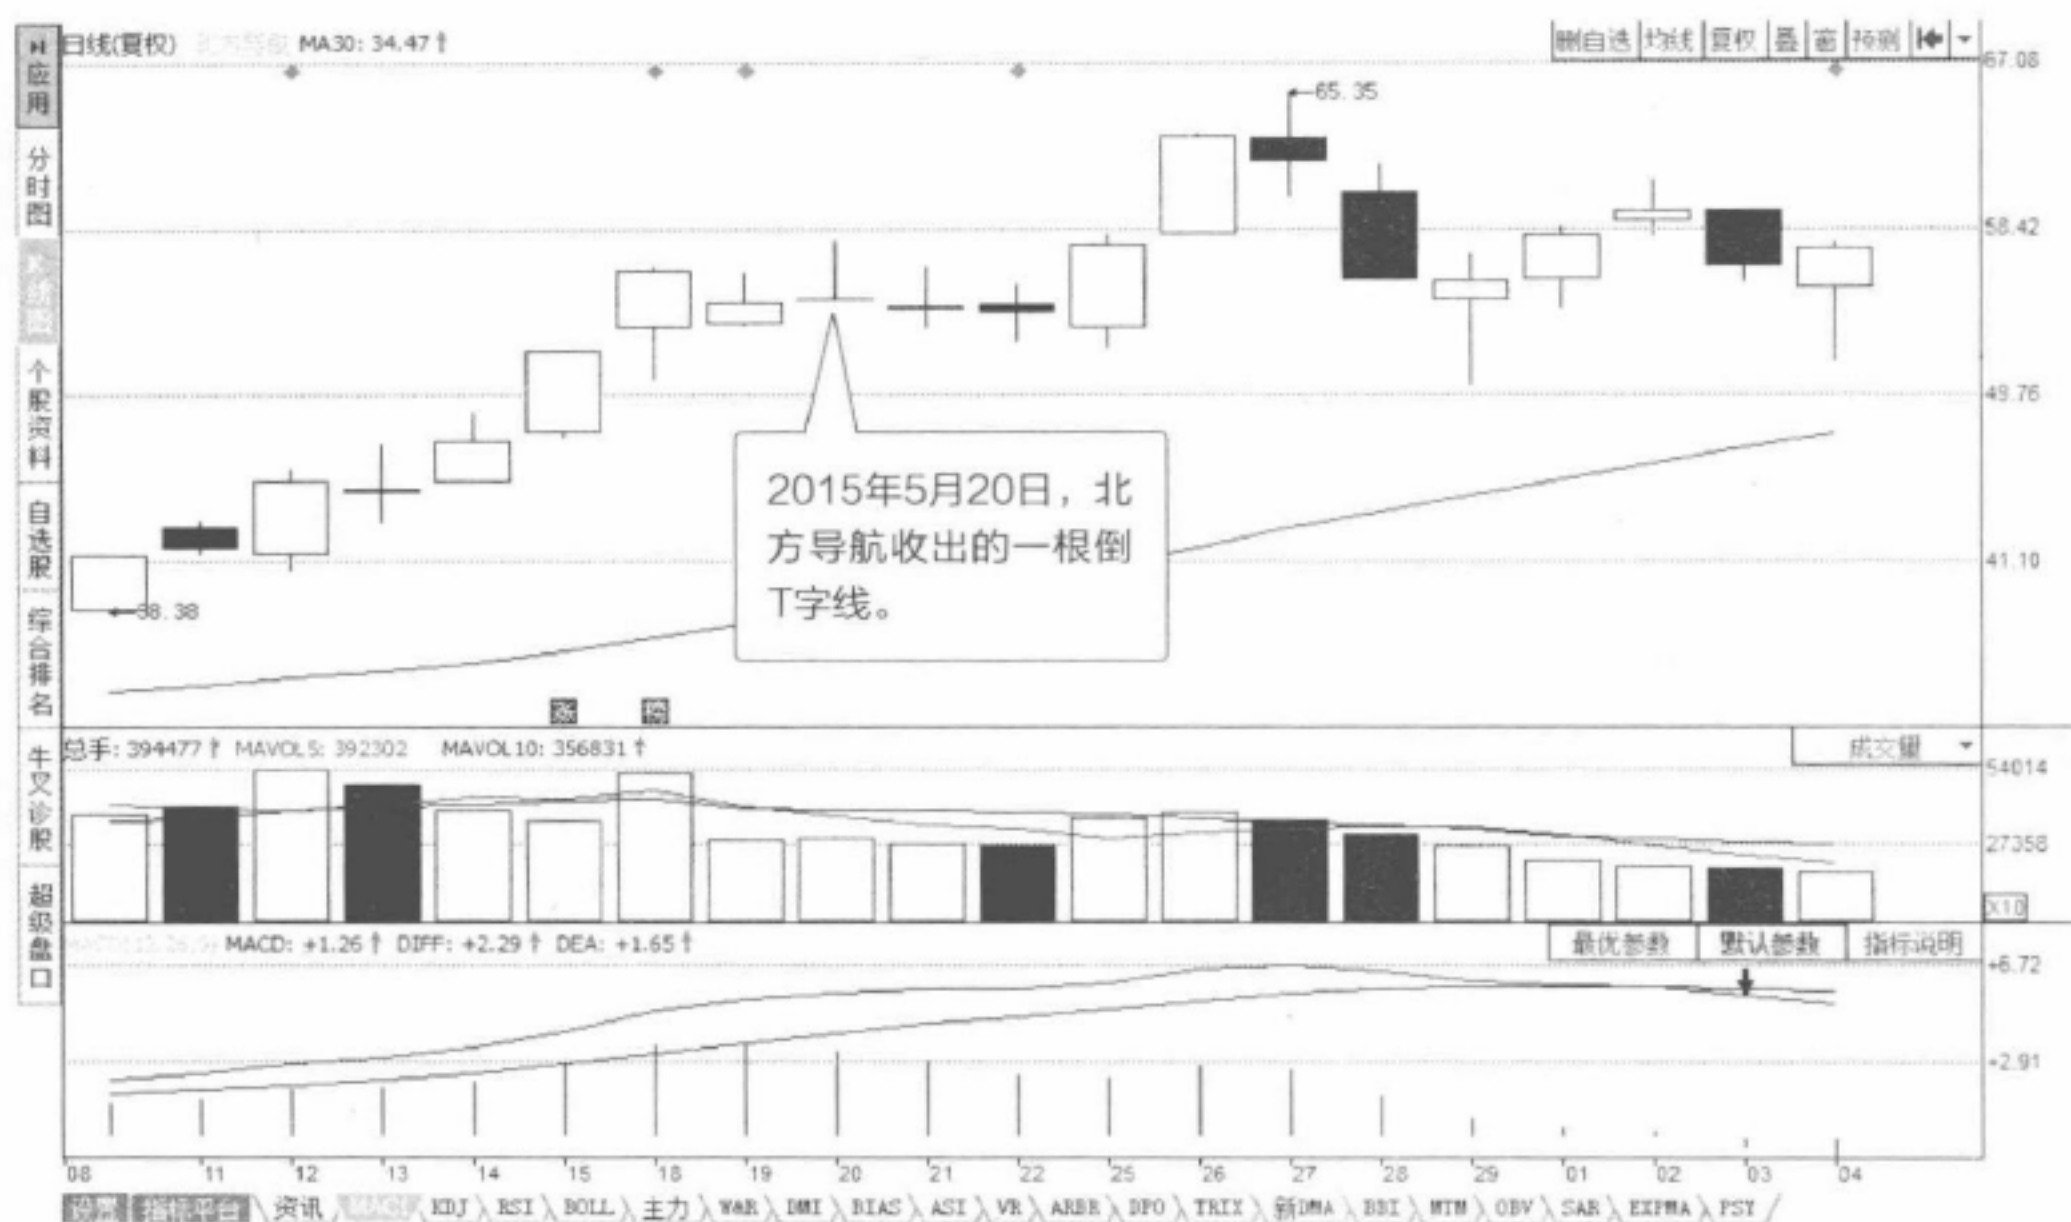 应用
分时图
个股资料
自选股
综合排名
牛叉诊股
超级盘口
日线(复权) MA30: 34.47↑
删自选 均线 复权 叠 窗 预测
67.08
65.35
58.42
49.76
2015年5月20日，北
方导航收出的一根倒
T字线。
41.10
38.38
涨
总手: 394477↑ MAVOL5: 392302 MAVOL10: 356831↑
成交量
54014
27358
X10
MACD: +1.26↑ DIFF: +2.29↑ DEA: +1.65↑
最优参数 默认参数 指标说明
+6.72
+2.91
08 11 12 13 14 15 18 19 20 21 22 25 26 27 28 29 01 02 03 04
设置 指标平台 资讯 MACD KDJ RSI BOLL 主力 W&R DMI BIAS ASI VR ARBR DPO TRIX 新DMA BBI MTM OBV SAR EXPMA PSY